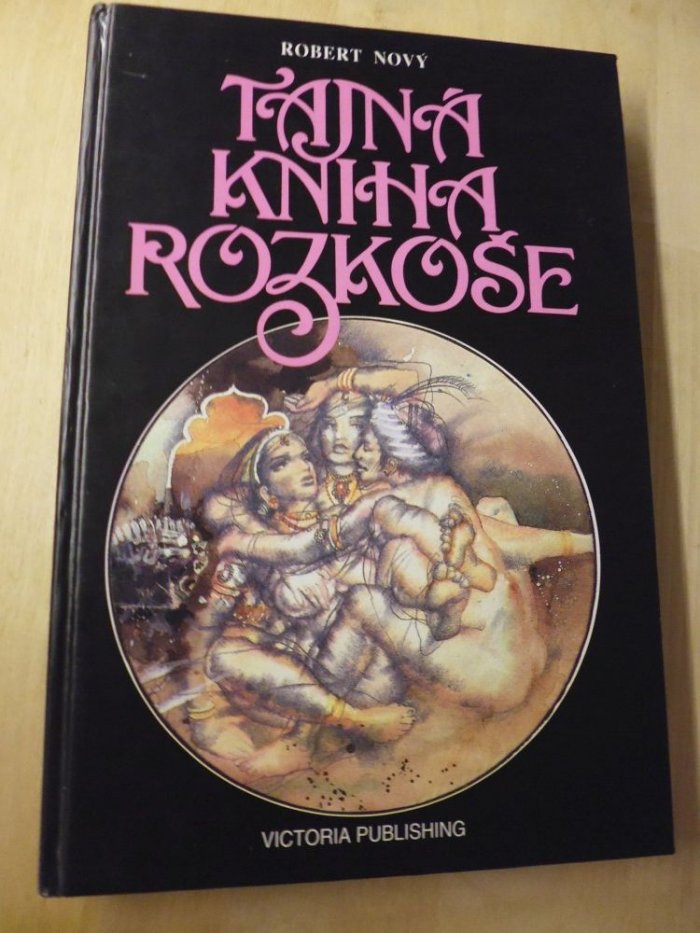 ROBERT NOVÝ
TAJNÁ
KNIHA
ROZKOŠE
VICTORIA PUBLISHING